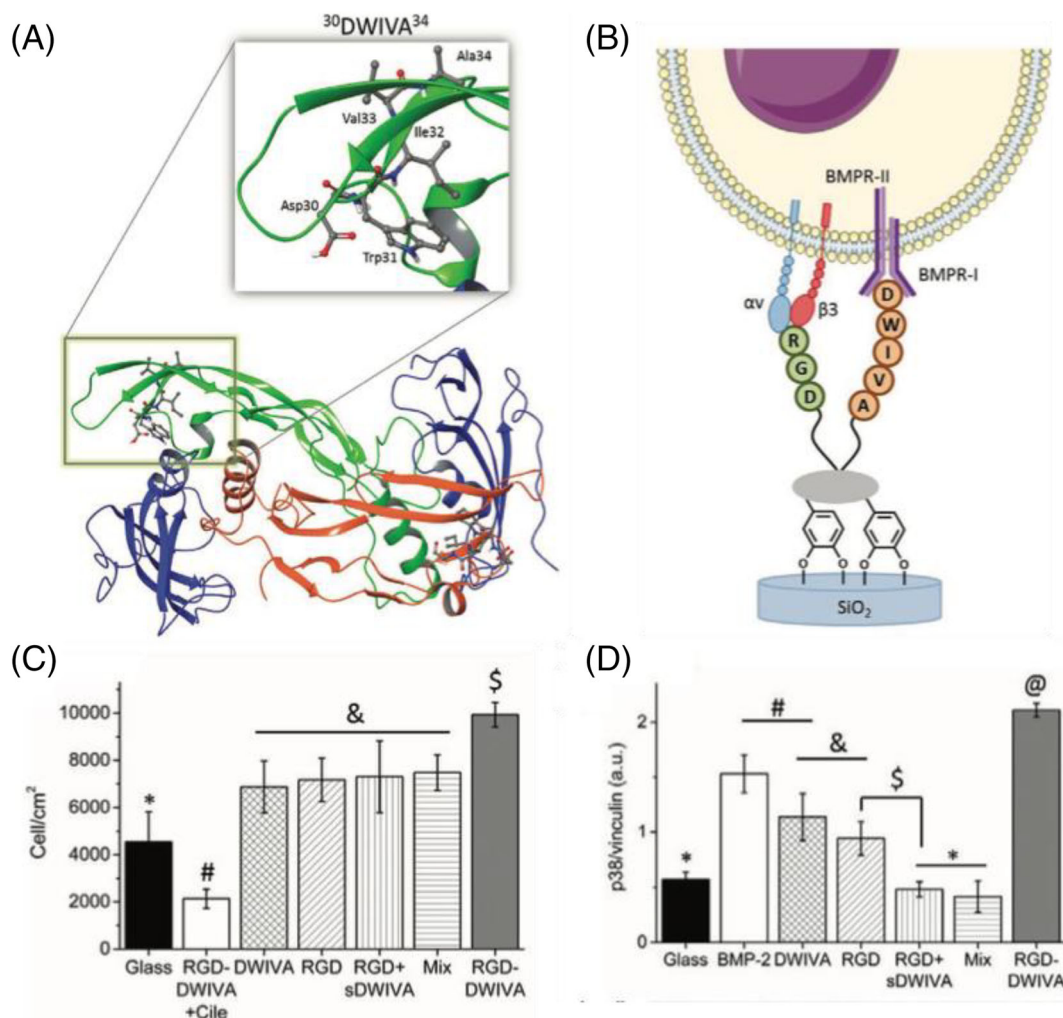 (A)
30DWIVA34
Ala34
Val33
Ile32
Asp30
Trp31
(B)
BMPR-II
BMPR-I
αv
β3
R
G
D
D
W
I
V
A
O
O
O
O
SiO2
(C)
Cell/cm2
10000
8000
6000
4000
2000
0
*
#
&
$
Glass
RGD-
DWIVA
+Cile
DWIVA
RGD
RGD+
sDWIVA
Mix
RGD-
DWIVA
(D)
p38/vinculin (a.u.)
2
1
0
*
#
&
$
*
@
Glass
BMP-2
DWIVA
RGD
RGD+
sDWIVA
Mix
RGD-
DWIVA